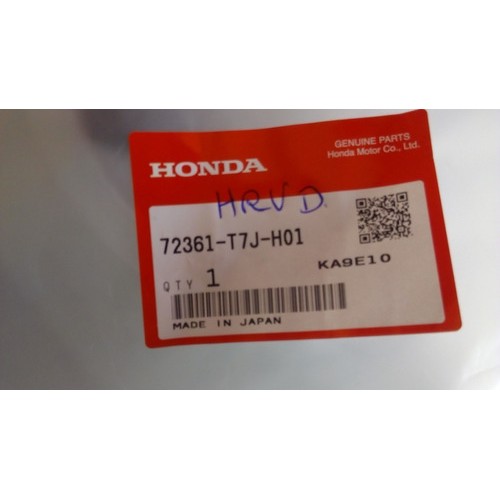 GENUINE PARTS
Honda Motor Co., Ltd.
HONDA
HRV D
72361-T7J-H01
KA9E10
QTY 1
MADE IN JAPAN